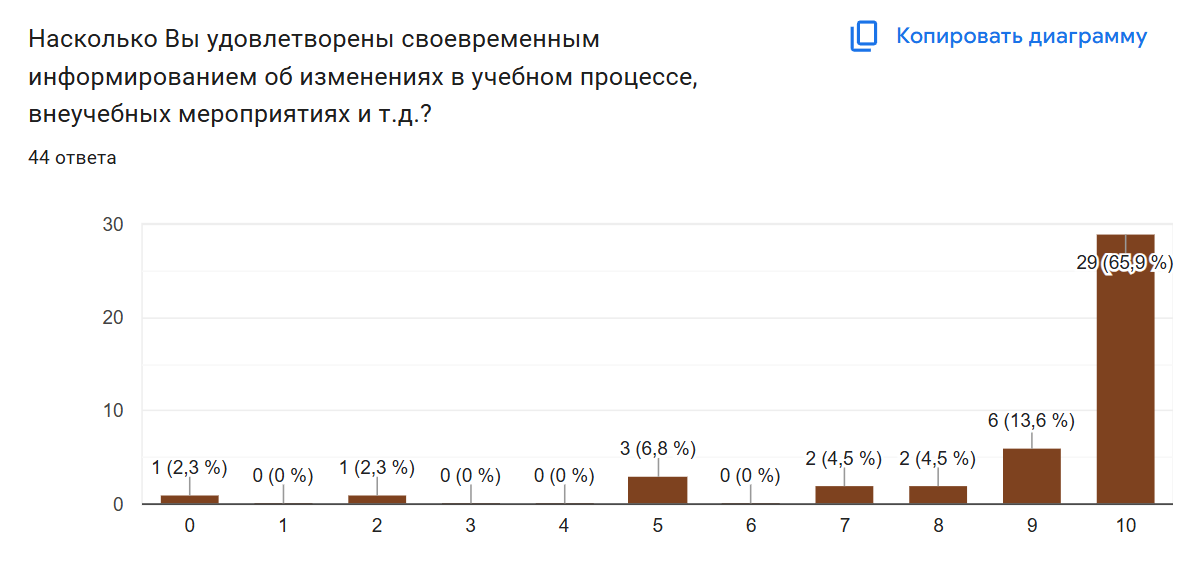 Насколько Вы удовлетворены своевременным
информированием об изменениях в учебном процессе,
внеучебных мероприятиях и т.д.?
Копировать диаграмму
44 ответа
30
20
10
0
1 (2,3 %)
0 (0 %)
1 (2,3 %)
0 (0 %)
0 (0 %)
3 (6,8 %)
0 (0 %)
2 (4,5 %)
2 (4,5 %)
6 (13,6 %)
29 (65,9 %)
0 1 2 3 4 5 6 7 8 9 10